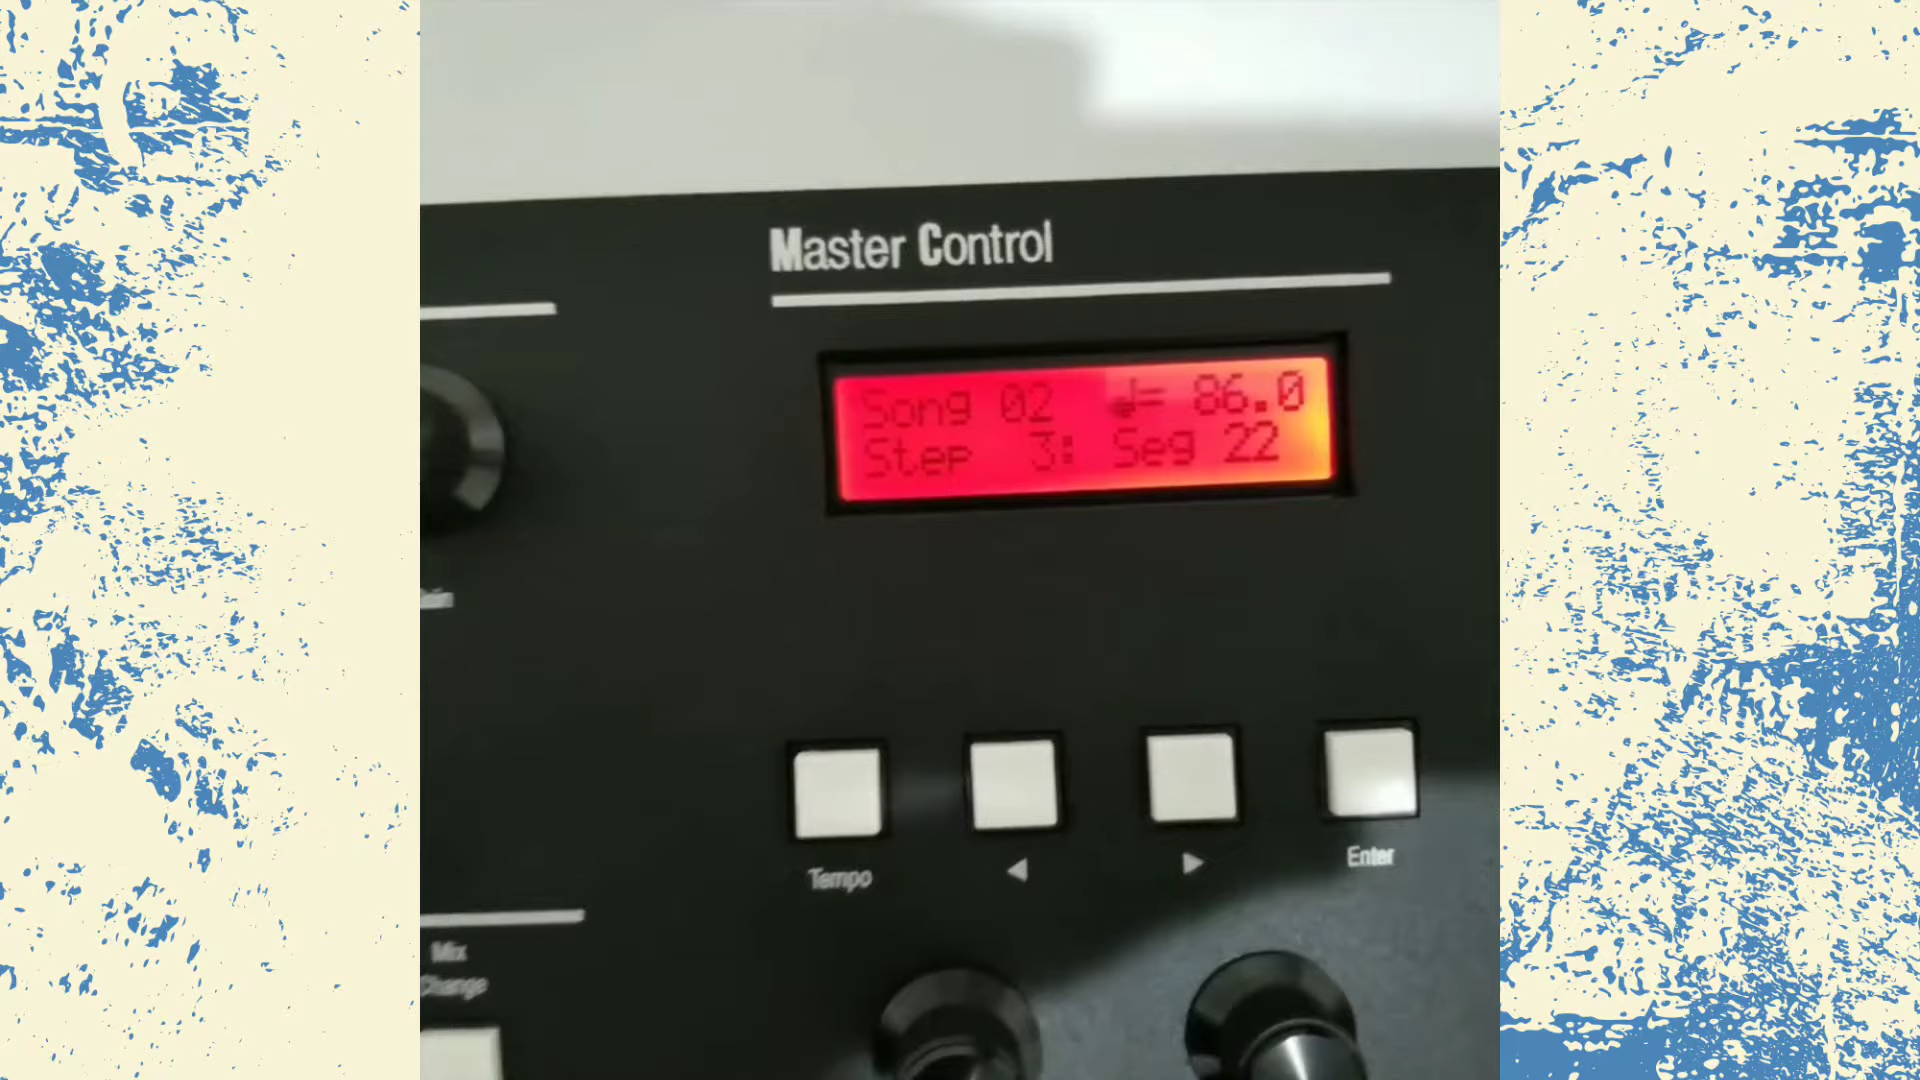 Master Control
Song 02 ♩= 86.0
Step 3: Seg 22
Tempo
◀
▶
Enter
Mix
Change